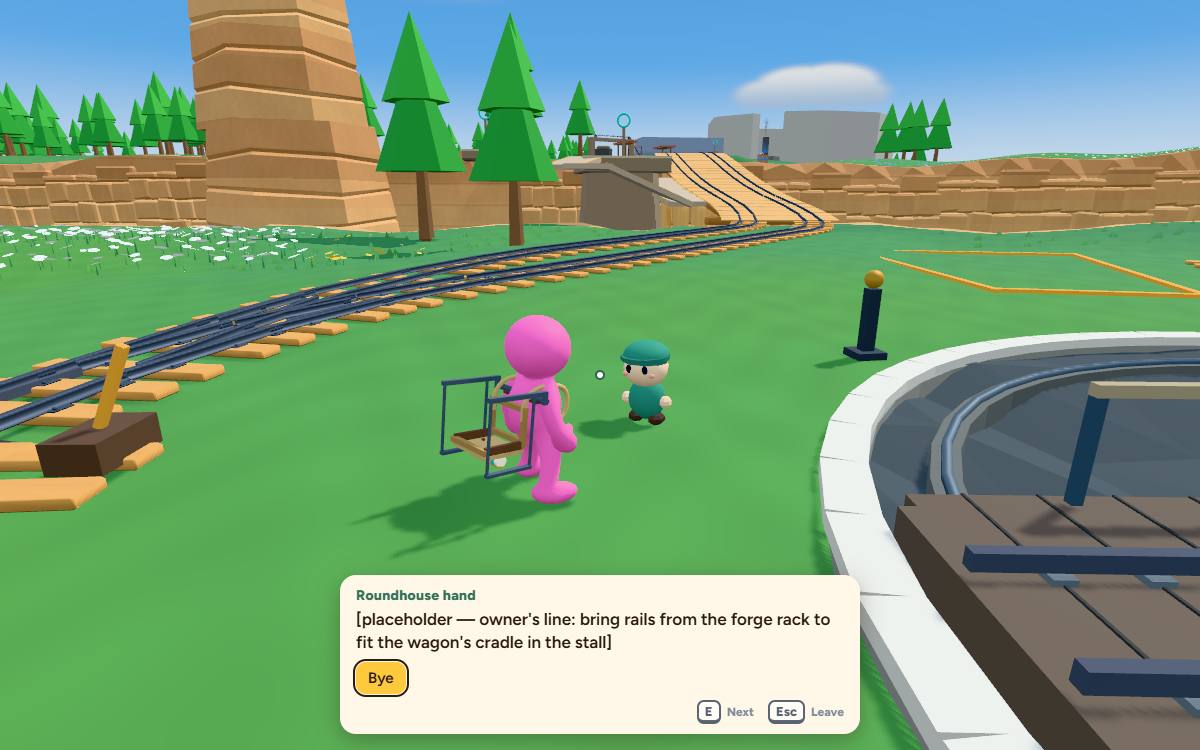 Roundhouse hand
[placeholder — owner's line: bring rails from the forge rack to
fit the wagon's cradle in the stall]
Bye
E Next Esc Leave